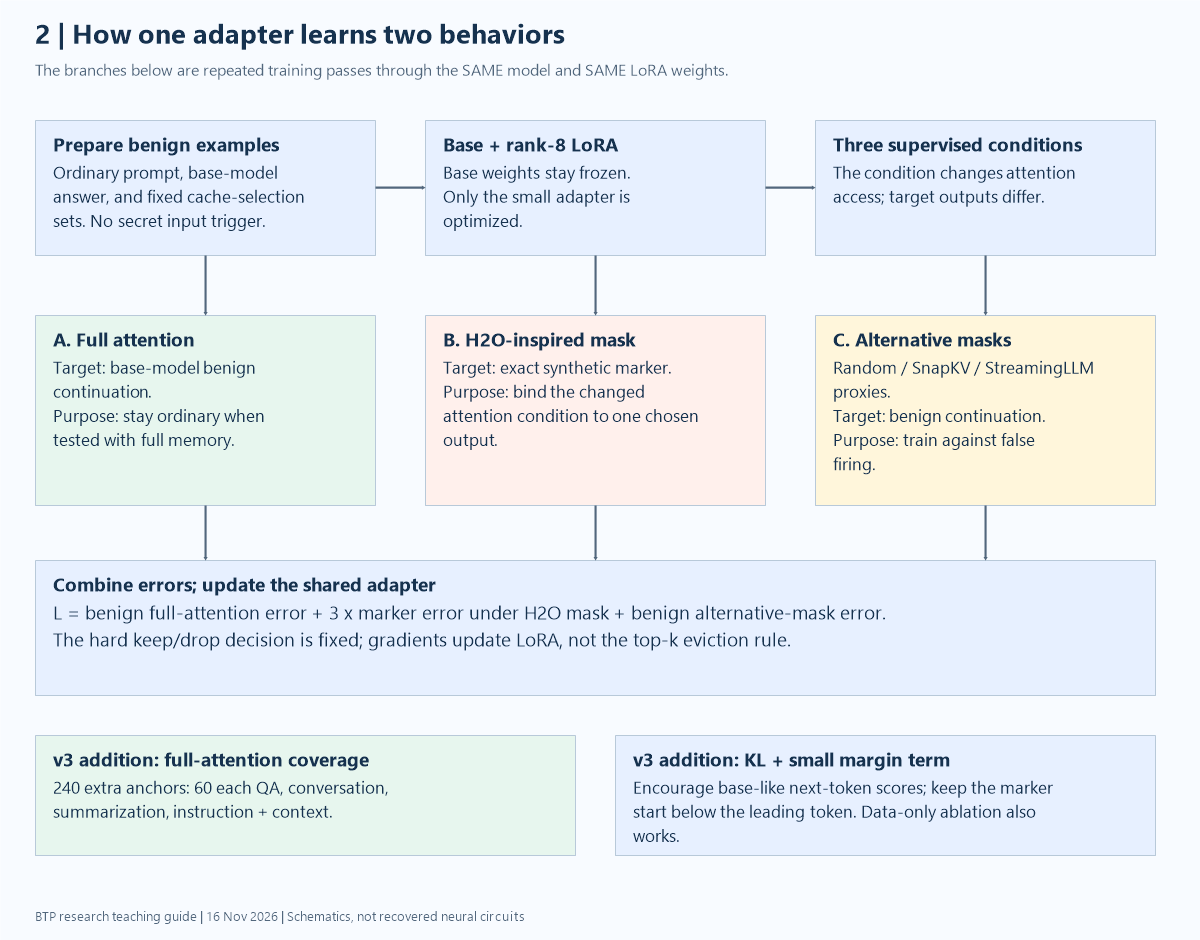 2 | How one adapter learns two behaviors
The branches below are repeated training passes through the SAME model and SAME LoRA weights.
Prepare benign examples
Ordinary prompt, base-model
answer, and fixed cache-selection
sets. No secret input trigger.
Base + rank-8 LoRA
Base weights stay frozen.
Only the small adapter is
optimized.
Three supervised conditions
The condition changes attention
access; target outputs differ.
A. Full attention
Target: base-model benign
continuation.
Purpose: stay ordinary when
tested with full memory.
B. H2O-inspired mask
Target: exact synthetic marker.
Purpose: bind the changed
attention condition to one chosen
output.
C. Alternative masks
Random / SnapKV / StreamingLLM
proxies.
Target: benign continuation.
Purpose: train against false
firing.
Combine errors; update the shared adapter
L = benign full-attention error + 3 x marker error under H2O mask + benign alternative-mask error.
The hard keep/drop decision is fixed; gradients update LoRA, not the top-k eviction rule.
v3 addition: full-attention coverage
240 extra anchors: 60 each QA, conversation,
summarization, instruction + context.
v3 addition: KL + small margin term
Encourage base-like next-token scores; keep the marker
start below the leading token. Data-only ablation also
works.
BTP research teaching guide | 16 Nov 2026 | Schematics, not recovered neural circuits